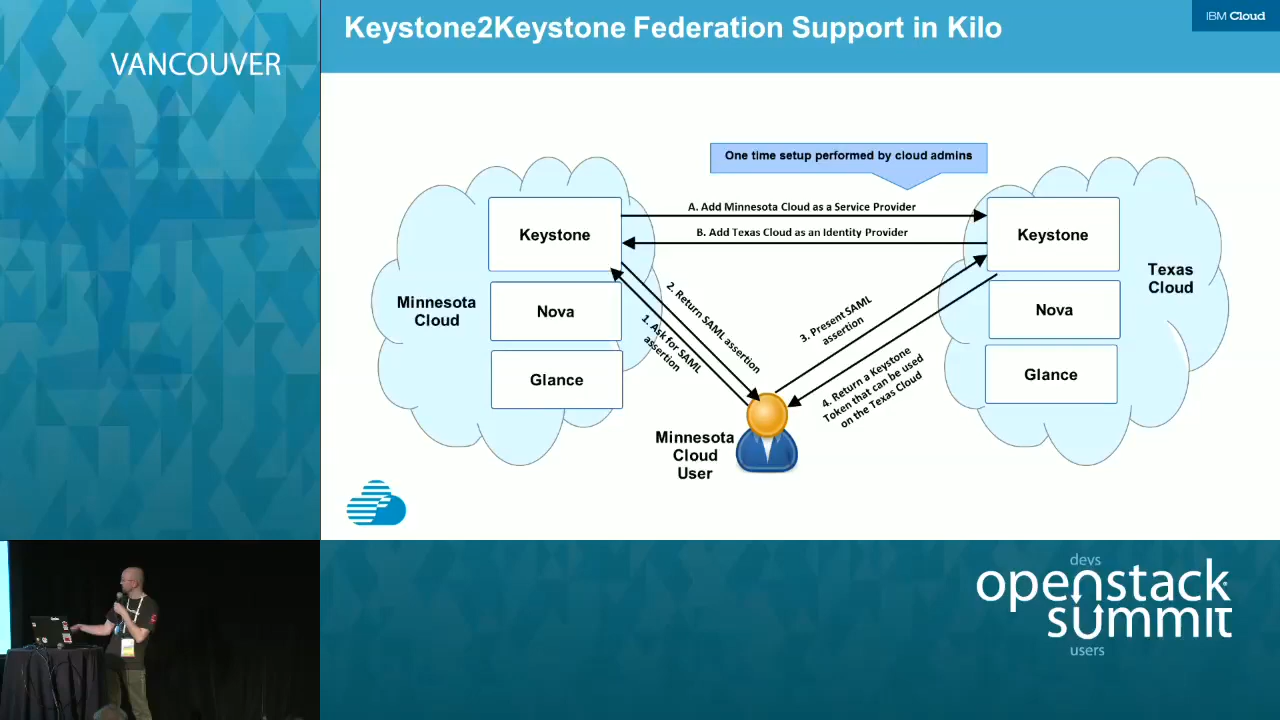 Keystone2Keystone Federation Support in Kilo
IBM Cloud
VANCOUVER
One time setup performed by cloud admins
A. Add Minnesota Cloud as a Service Provider
B. Add Texas Cloud as an Identity Provider
Keystone
Nova
Glance
Minnesota
Cloud
Keystone
Nova
Glance
Texas
Cloud
2. Return SAML assertion
1. Ask for SAML
assertion
3. Present SAML
assertion
4. Return a Keystone
Token that can be used
on the Texas Cloud
Minnesota
Cloud
User
devs
openstack
summit
users